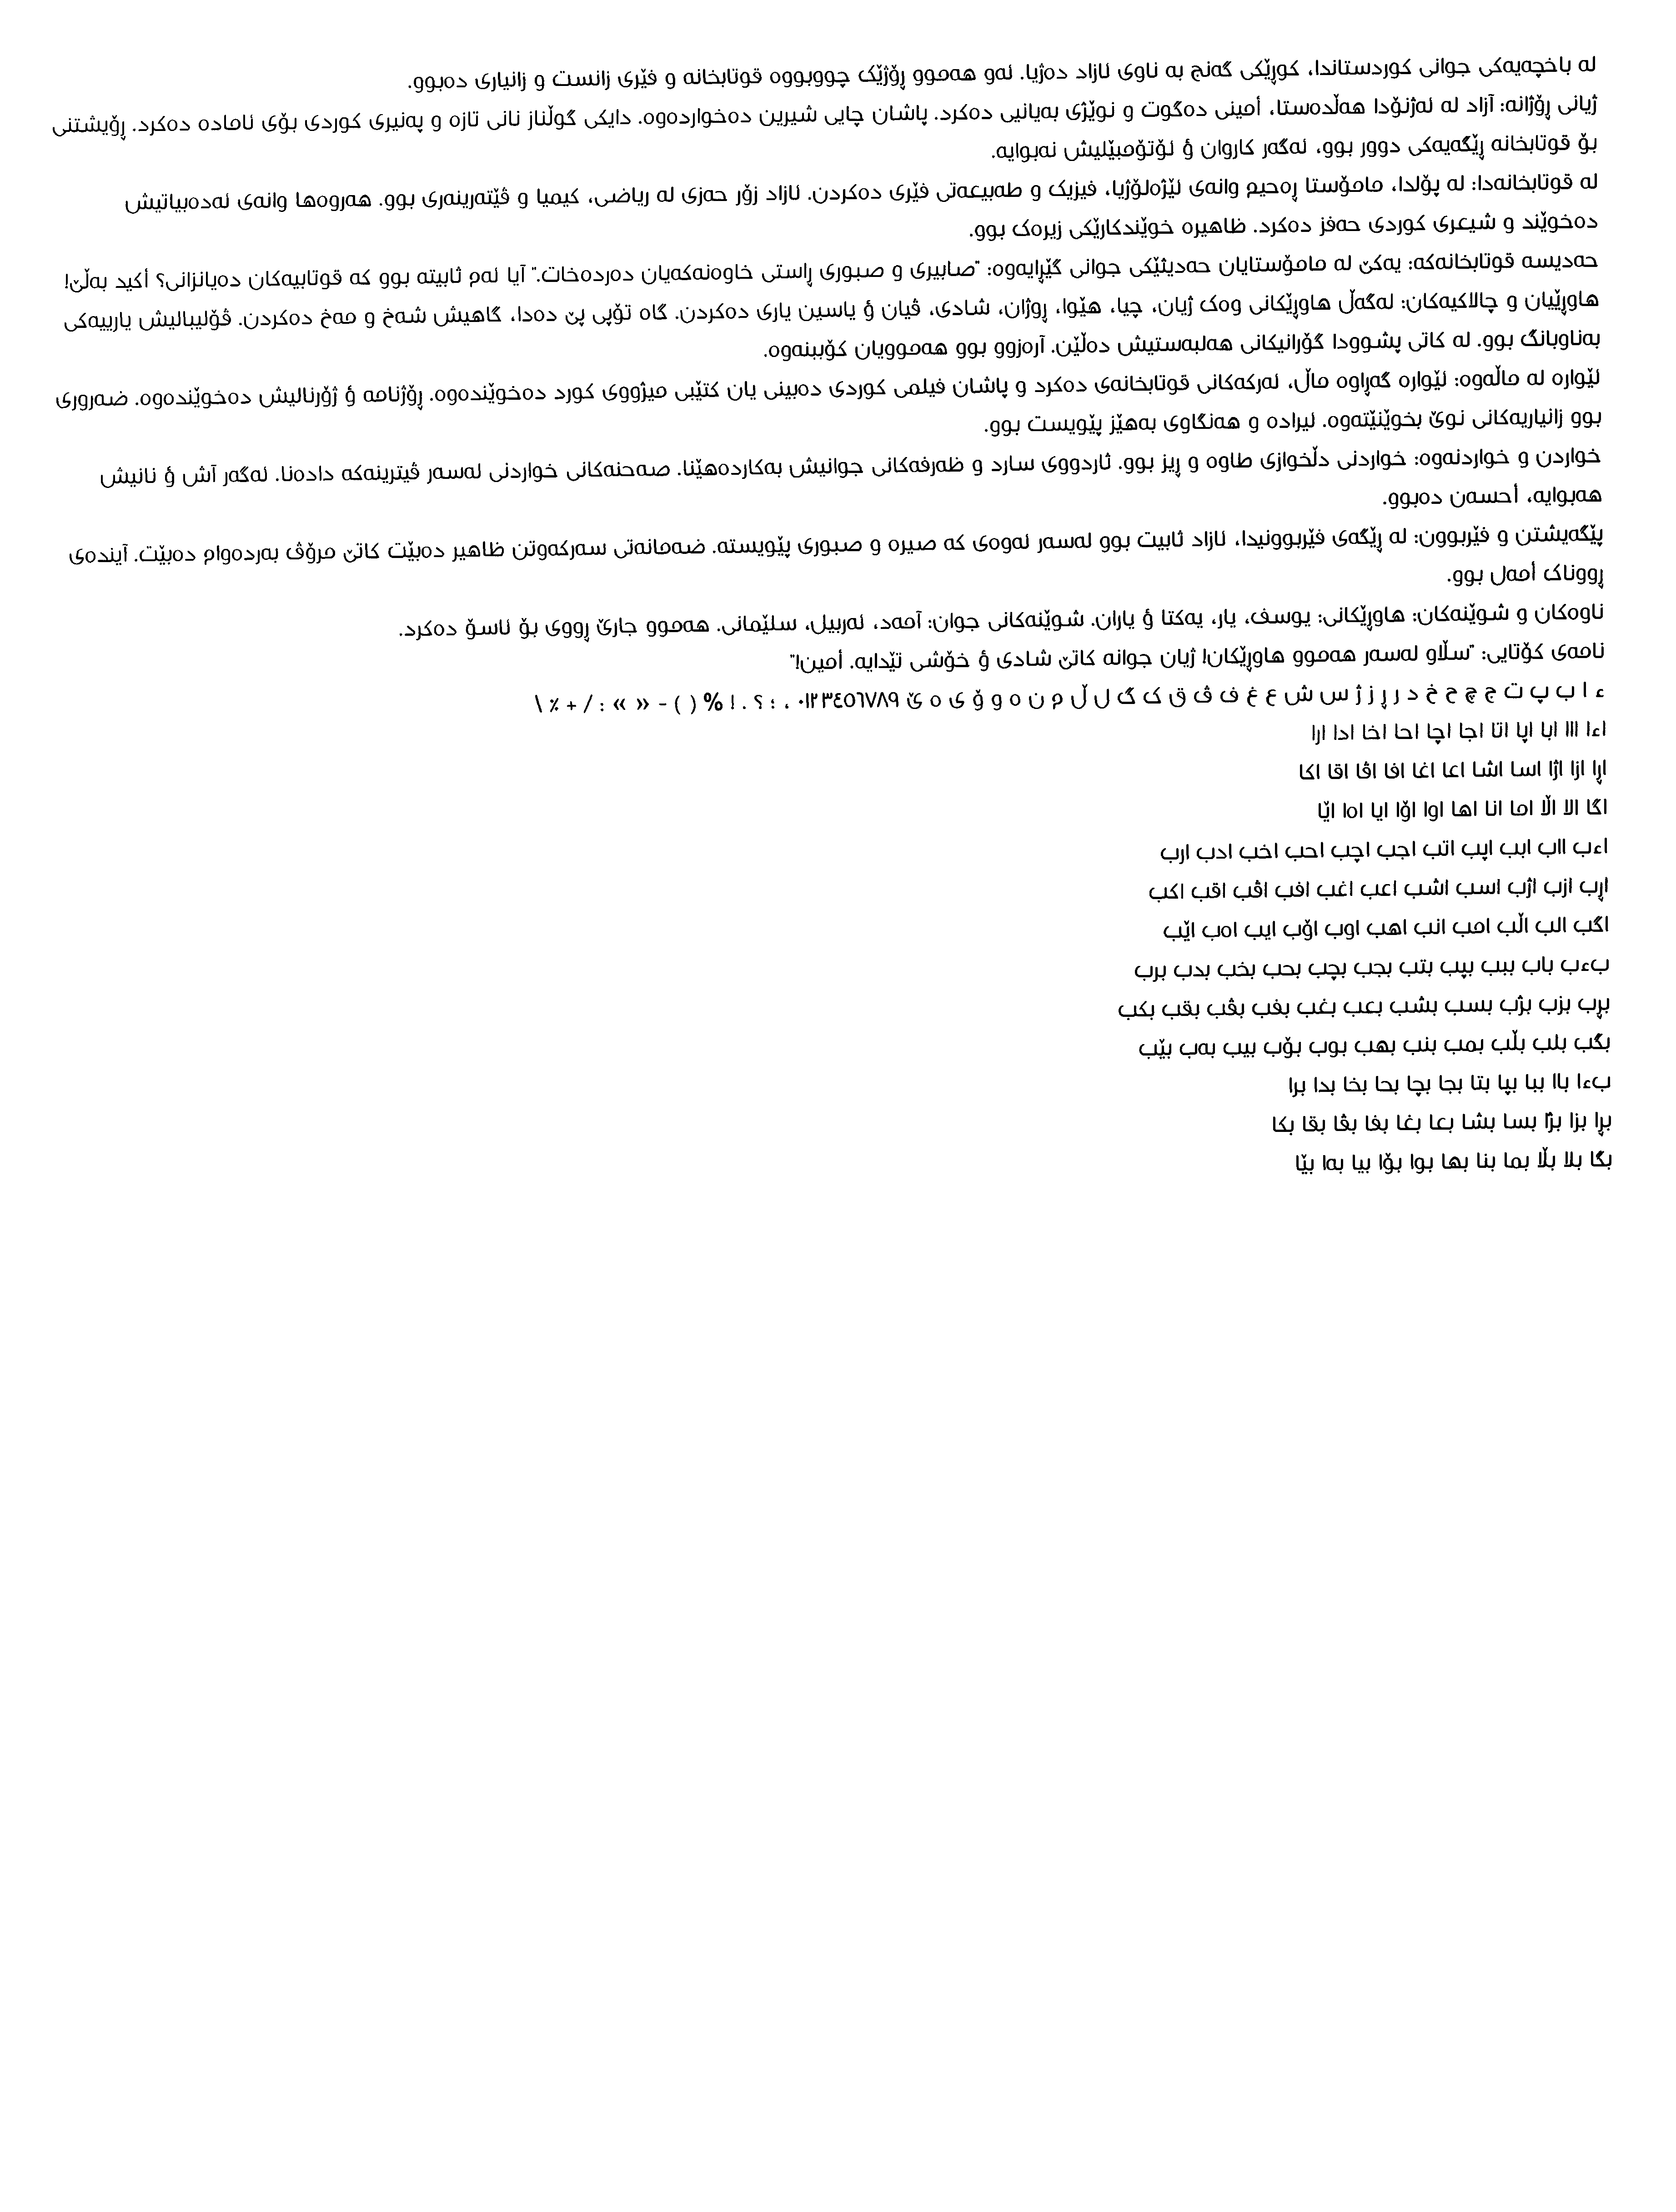 لە باخچەیەکی جوانی کوردستاندا، کوڕێکی گەنج بە ناوی ئازاد دەژیا. ئەو هەموو ڕۆژێک چووبووە قوتابخانە و فێری زانست و زانیاری دەبوو.
ژیانی ڕۆژانە: آزاد لە ئەژنۆدا هەڵدەستا، أمینی دەگوت و نوێژی بەیانیی دەکرد. پاشان چایی شیرین دەخواردەوە. دایکی گوڵناز نانی تازە و پەنیری کوردی بۆی ئامادە دەکرد. ڕۆیشتنی
بۆ قوتابخانە ڕێگەیەکی دوور بوو، ئەگەر کاروان ؤ ئۆتۆمبێلیش نەبوایە.
لە قوتابخانەدا: لە پۆلدا، مامۆستا ڕەحیم وانەی ئێژەلۆژیا، فیزیک و طەبیعەتی فێری دەکردن. ئازاد زۆر حەزی لە ریاضی، کیمیا و ڤێتەرینەری بوو. هەروەها وانەی ئەدەبیاتیش
دەخوێند و شیعری کوردی حەفز دەکرد. ظاهیرە خوێندکارێکی زیرەک بوو.
حەدیسە قوتابخانەکە: یەکێ لە مامۆستایان حەدیثێکی جوانی گێڕایەوە: "صابیری و صبوری ڕاستی خاوەنەکەیان دەردەخات." آیا ئەم ثابیتە بوو کە قوتابیەکان دەیانزانی؟ أکید بەڵێ!
هاوڕێیان و چالاکیەکان: لەگەڵ هاوڕێکانی وەک ژیان، چیا، هێوا، ڕوژان، شادی، ڤیان ؤ یاسین یاری دەکردن. گاە تۆپی پێ دەدا، گاهیش شەخ و مەخ دەکردن. ڤۆلیبالیش یارییەکی
بەناوبانگ بوو. لە کاتی پشوودا گۆرانیکانی هەلبەستیش دەڵێن. آرەزوو بوو هەموویان کۆببنەوە.
ئێوارە لە ماڵەوە: ئێوارە گەڕاوە ماڵ، ئەرکەکانی قوتابخانەی دەکرد و پاشان فیلمی کوردی دەبینی یان کتێبی میژووی کورد دەخوێندەوە. ڕۆژنامە ؤ ژۆرنالیش دەخوێندەوە. ضەروری
بوو زانیاریەکانی نوێ بخوێنێتەوە. ئیرادە و هەنگاوی بەهێز پێویست بوو.
خواردن و خواردنەوە: خواردنی دڵخوازی طاوە و ڕیز بوو. ئاردووی سارد و ظەرفەکانی جوانیش بەکاردەهێنا. صەحنەکانی خواردنی لەسەر ڤیترینەکە دادەنا. ئەگەر آش ؤ نانیش
هەبوایە، أحسەن دەبوو.
پێگەیشتن و فێربوون: لە ڕێگەی فێربوونیدا، ئازاد ثابیت بوو لەسەر ئەوەی کە صیرە و صبوری پێویستە. ضەمانەتی سەرکەوتن ظاهیر دەبێت کاتێ مرۆڤ بەردەوام دەبێت. آیندەی
ڕووناک أمەل بوو.
ناوەکان و شوێنەکان: هاوڕێکانی: یوسف، یار، یەکتا ؤ یاران. شوێنەکانی جوان: آمەد، ئەربیل، سلێمانی. هەموو جارێ ڕووی بۆ ئاسۆ دەکرد.
نامەی کۆتایی: "سڵاو لەسەر هەموو هاوڕێکان! ژیان جوانە کاتێ شادی ؤ خۆشی تێدایە. أمین!"
ء ا ب پ ت ج چ ح خ د ر ڕ ز ژ س ش ع غ ف ڤ ق ک گ ل ڵ م ن ه و ۆ ی ە ێ ٠١٢٣٤٥٦٧٨٩ ، ؛ ؟ . ! % ( ) - « » : / + ٪ \
اءا ااا ابا اپا اتا اجا اچا احا اخا ادا ارا
اڕا ازا اژا اسا اشا اعا اغا افا اڤا اقا اکا
اگا الا اڵا اما انا اها اوا اۆا ایا اەا اێا
اءب ااب ابب اپب اتب اجب اچب احب اخب ادب ارب
اڕب ازب اژب اسب اشب اعب اغب افب اڤب اقب اکب
اگب الب اڵب امب انب اهب اوب اۆب ایب اەب اێب
بءب باب ببب بپب بتب بجب بچب بحب بخب بدب برب
بڕب بزب بژب بسب بشب بعب بغب بفب بڤب بقب بکب
بگب بلب بڵب بمب بنب بهب بوب بۆب بیب بەب بێب
بءا باا ببا بپا بتا بجا بچا بحا بخا بدا برا
بڕا بزا بژا بسا بشا بعا بغا بفا بڤا بقا بکا
بگا بلا بڵا بما بنا بها بوا بۆا بیا بەا بێا